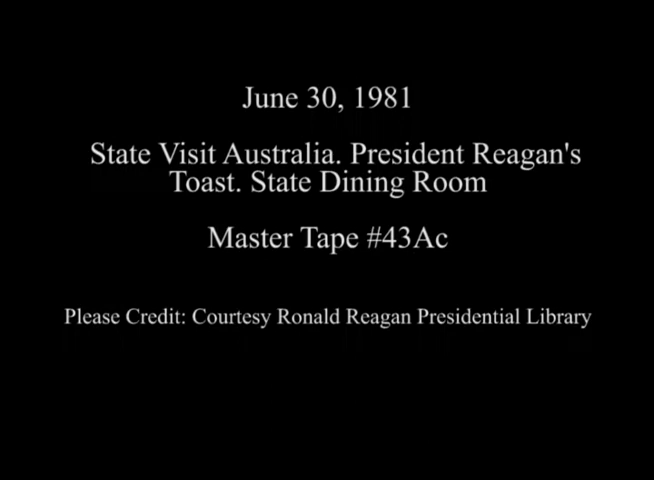 June 30, 1981
State Visit Australia. President Reagan's
Toast. State Dining Room
Master Tape #43Ac
Please Credit: Courtesy Ronald Reagan Presidential Library